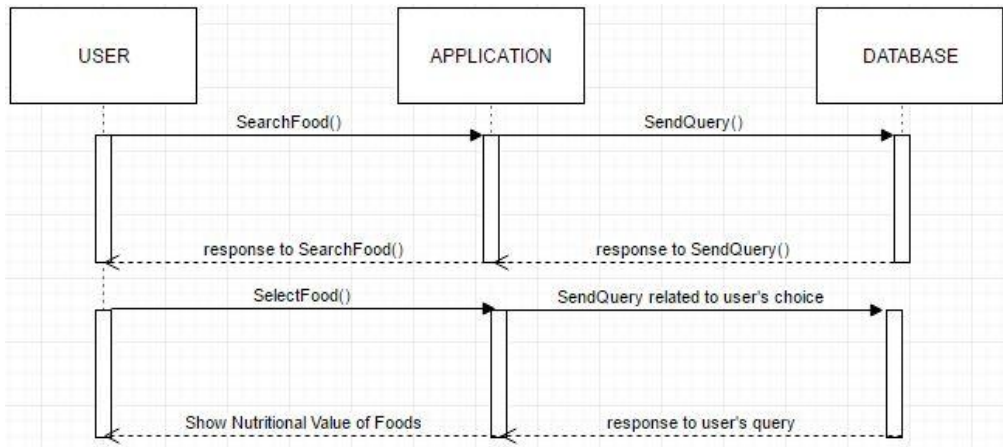 USER
APPLICATION
DATABASE
SearchFood()
SendQuery()
response to SearchFood()
response to SendQuery()
SelectFood()
SendQuery related to user's choice
Show Nutritional Value of Foods
response to user's query